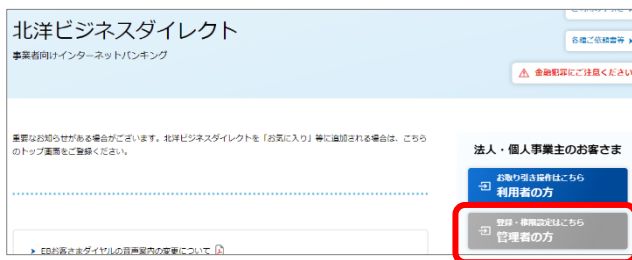 北洋ビジネスダイレクト
事業者向けインターネットバンキング
各種ご依頼書等
金融犯罪にご注意ください
重要なお知らせがある場合がございます。北洋ビジネスダイレクトを「お気に入り」等に追加される場合は、こちら
のトップ画面をご登録ください。
法人・個人事業主のお客さま
お取り引き操作はこちら
利用者の方
登録・権限設定はこちら
管理者の方
EBお客さまダイヤルの音声案内の変更について